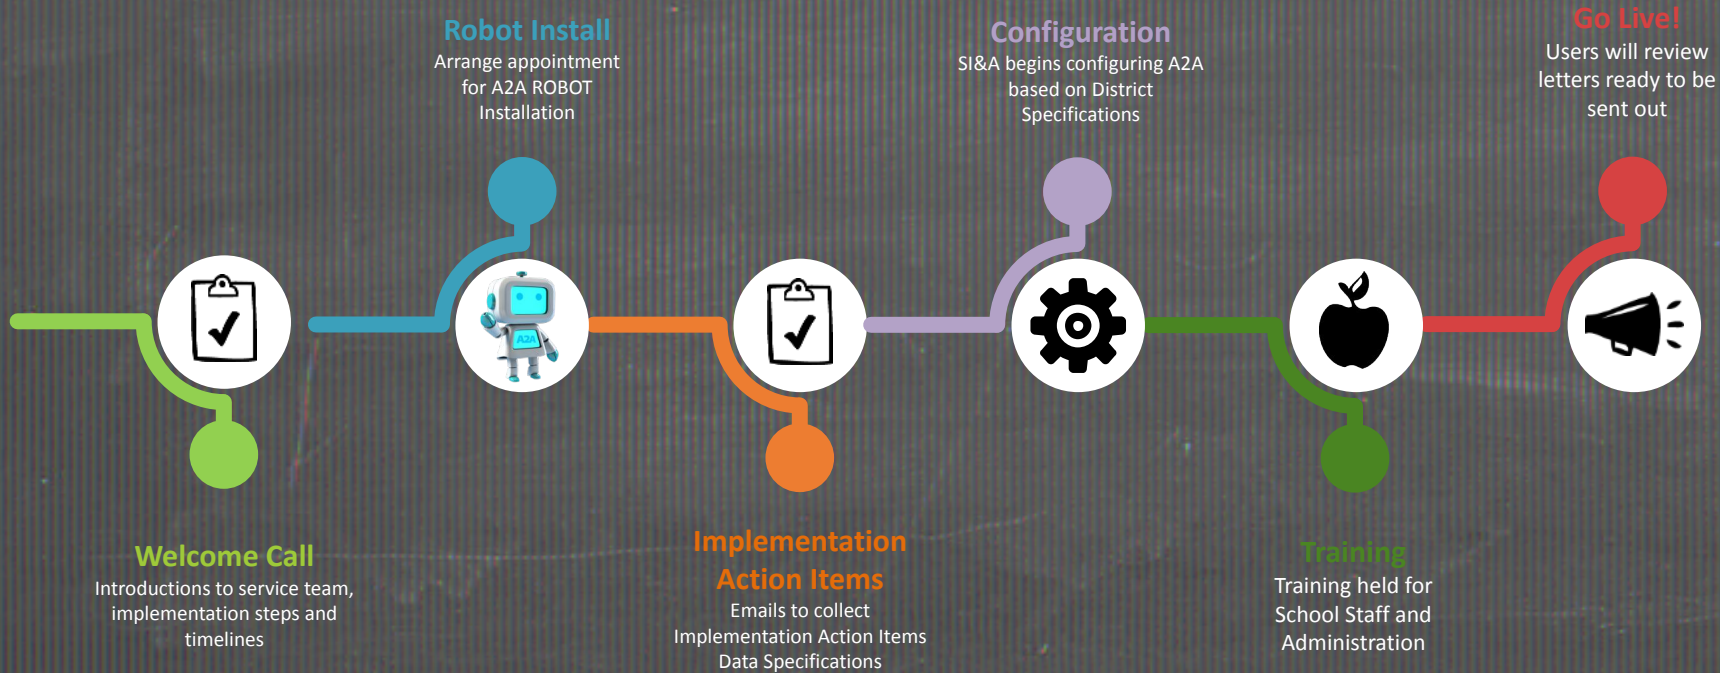 Welcome Call
Introductions to service team,
implementation steps and
timelines
Robot Install
Arrange appointment
for A2A ROBOT
Installation
A2A
Implementation
Action Items
Emails to collect
Implementation Action Items
Data Specifications
Configuration
SI&A begins configuring A2A
based on District
Specifications
Training
Training held for
School Staff and
Administration
Go Live!
Users will review
letters ready to be
sent out